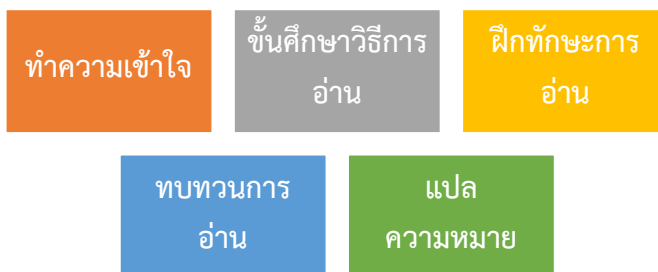 ทำความเข้าใจ
ขั้นศึกษาวิธีการ
อ่าน
ฝึกทักษะการ
อ่าน
ทบทวนการ
อ่าน
แปล
ความหมาย